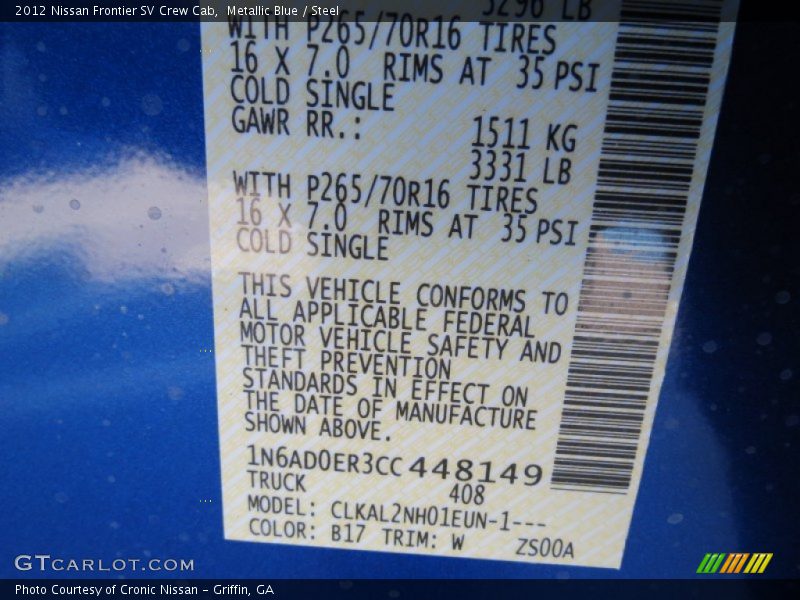 2012 Nissan Frontier SV Crew Cab, Metallic Blue / Steel
3296 LB
WITH P265/70R16 TIRES
16 X 7.0 RIMS AT 35 PSI
COLD SINGLE
GAWR RR.: 1511 KG
3331 LB
WITH P265/70R16 TIRES
16 X 7.0 RIMS AT 35 PSI
COLD SINGLE
THIS VEHICLE CONFORMS TO
ALL APPLICABLE FEDERAL
MOTOR VEHICLE SAFETY AND
THEFT PREVENTION
STANDARDS IN EFFECT ON
THE DATE OF MANUFACTURE
SHOWN ABOVE.
1N6AD0ER3CC448149
TRUCK 408
MODEL: CLKAL2NH01EUN-1---
COLOR: B17 TRIM: W ZS00A
GTCARLOT.COM
Photo Courtesy of Cronic Nissan - Griffin, GA